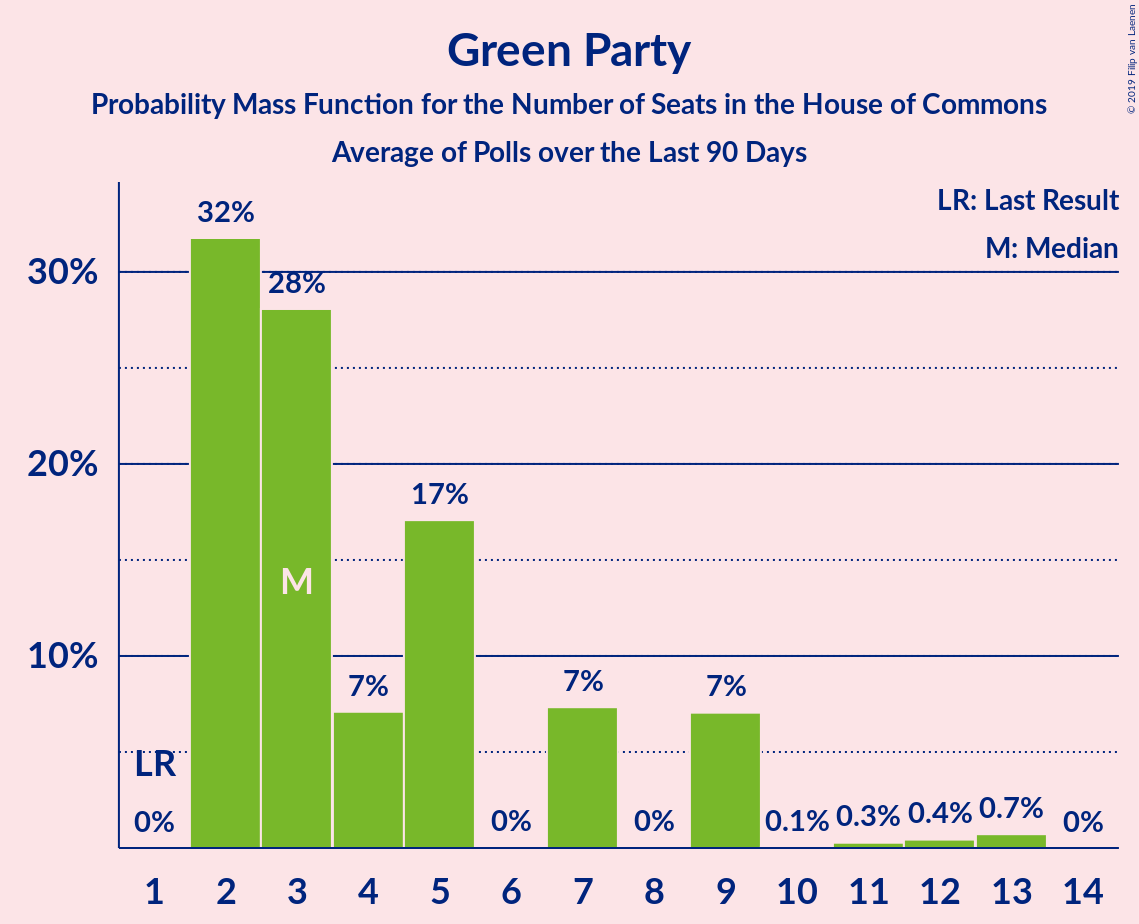 Green Party
Probability Mass Function for the Number of Seats in the House of Commons
Average of Polls over the Last 90 Days
© 2019 Filip van Laenen
LR: Last Result
M: Median
30%
20%
10%
0%
32%
28%
7%
17%
0%
7%
0%
7%
0.1%
0.3%
0.4%
0.7%
0%
LR
M
1 2 3 4 5 6 7 8 9 10 11 12 13 14